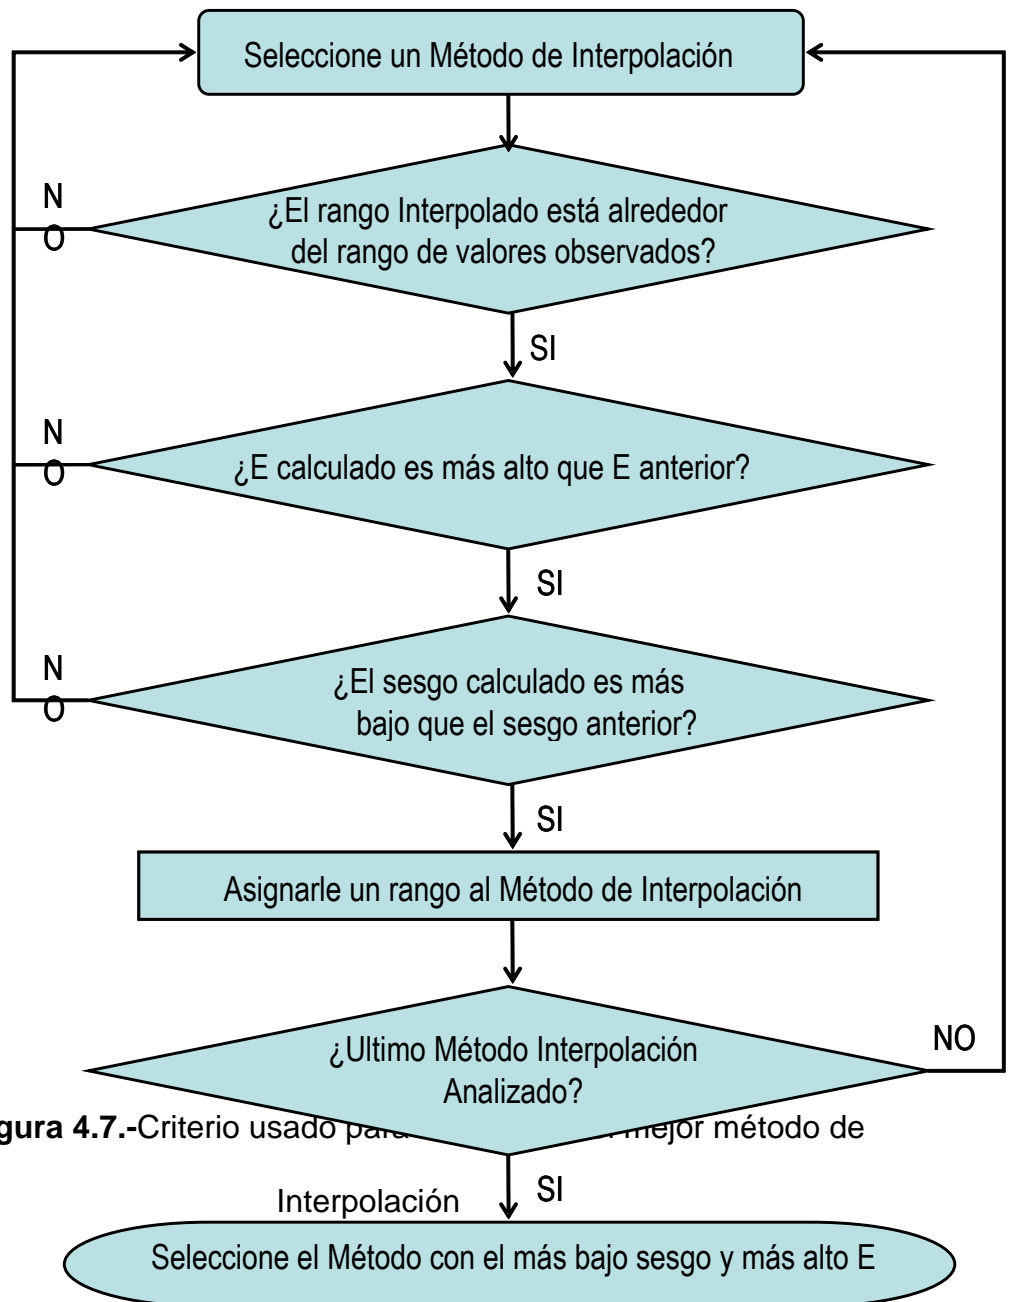 Seleccione un Método de Interpolación
N
O
¿El rango Interpolado está alrededor
del rango de valores observados?
SI
N
O
¿E calculado es más alto que E anterior?
SI
N
O
¿El sesgo calculado es más
bajo que el sesgo anterior?
SI
Asignarle un rango al Método de Interpolación
¿Ultimo Método Interpolación
Analizado?
NO
gura 4.7.-Criterio usado para mejor método de
Interpolación
SI
Seleccione el Método con el más bajo sesgo y más alto E